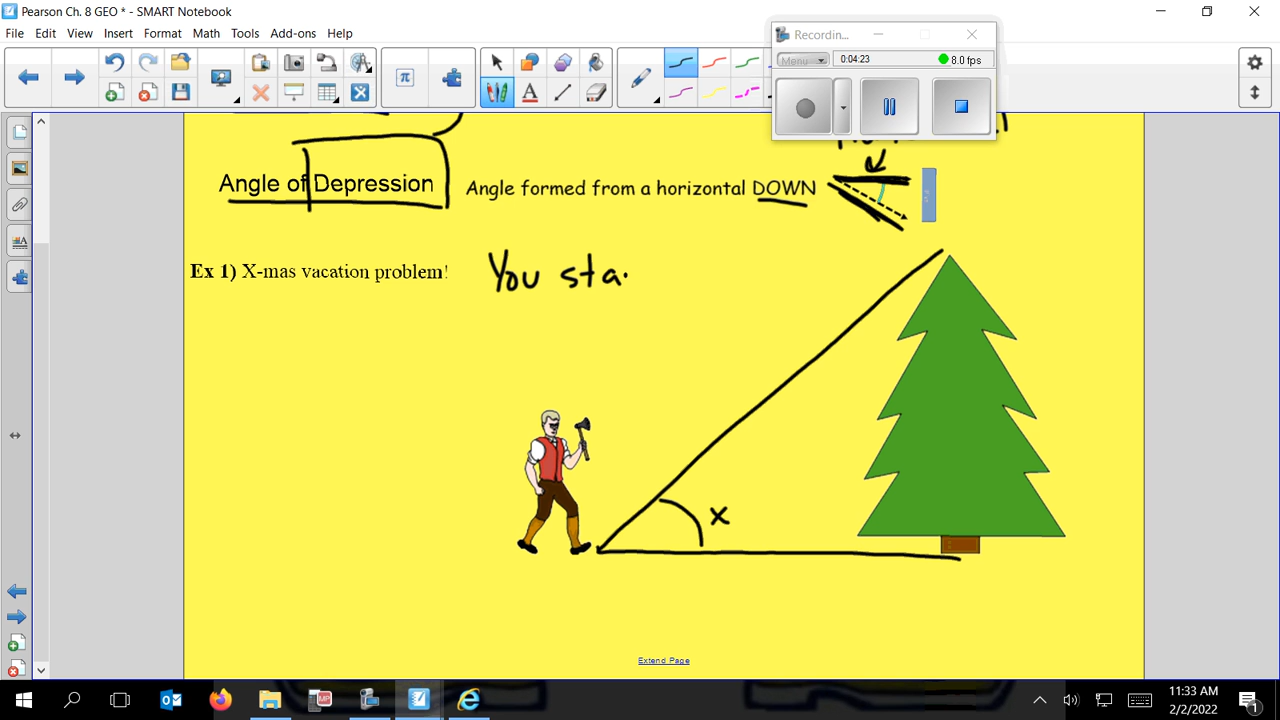 Pearson Ch. 8 GEO * - SMART Notebook
File Edit View Insert Format Math Tools Add-ons Help
Recordin...
Menu 0:04:23 8.0 fps
Angle of Depression Angle formed from a horizontal DOWN
Ex 1) X-mas vacation problem! You sta
x
Extend Page
11:33 AM
2/2/2022
1